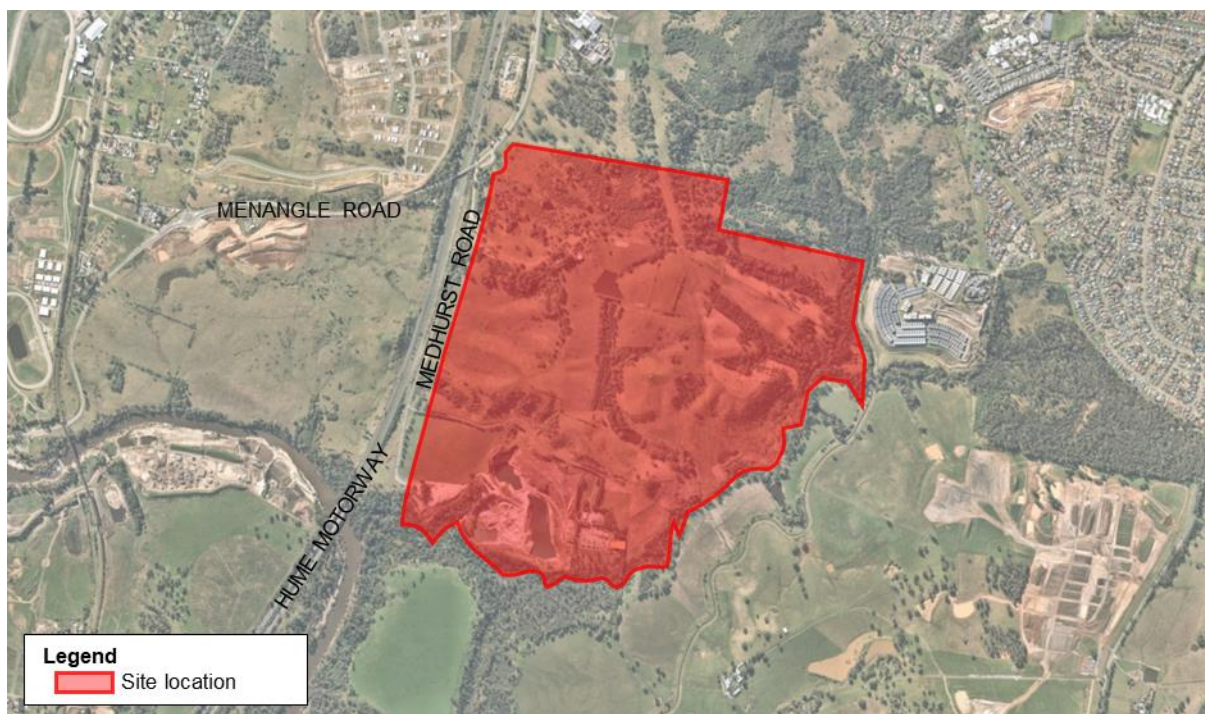 MENANGLE ROAD
MEDHURST ROAD
HUME MOTORWAY
Legend
Site location